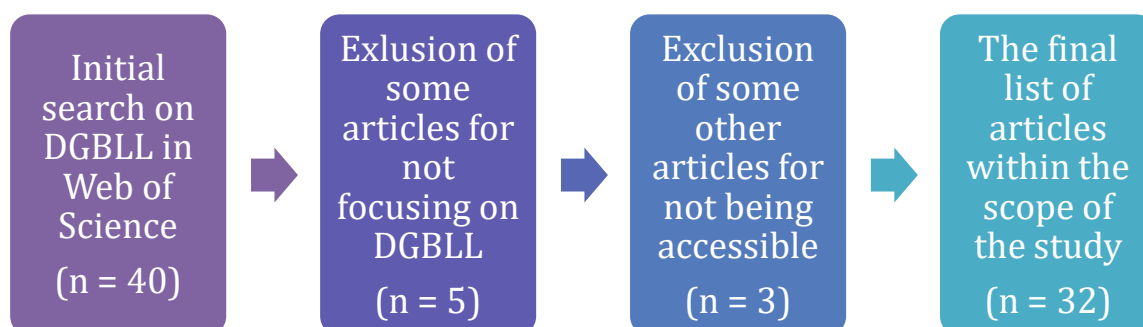 Initial
search on
DGBLL in
Web of
Science
(n = 40)
Exlusion of
some
articles for
not
focusing on
DGBLL
(n = 5)
Exclusion
of some
other
articles for
not being
accessible
(n = 3)
The final
list of
articles
within the
scope of
the study
(n = 32)